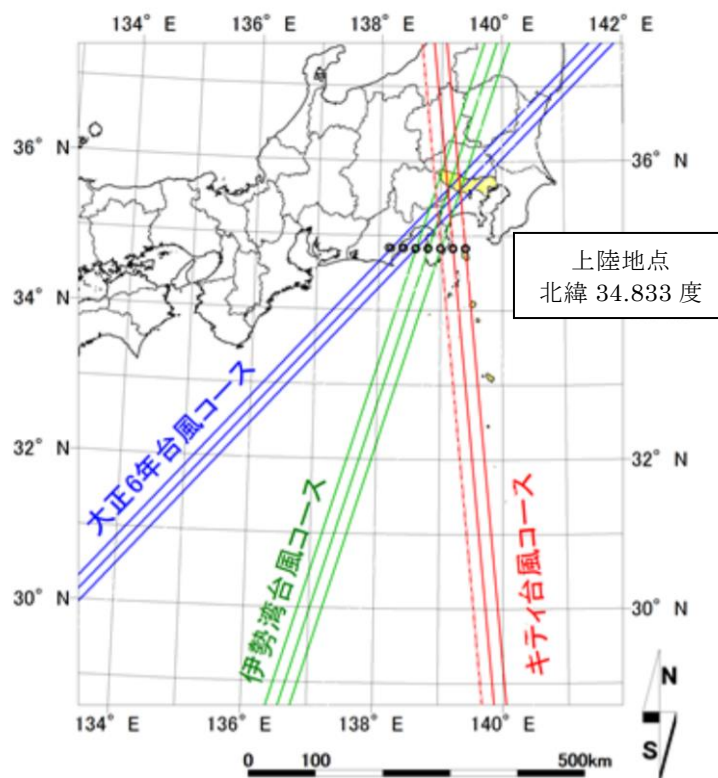 134° E 136° E 138° E 140° E 142° E
36° N
36° N
上陸地点
北緯 34.833 度
34° N
大正6年台風コース
伊勢湾台風コース
キティ台風コース
32° N
32° N
30° N
30° N
134° E 136° E 138° E 140° E
N
S
0 100 500km